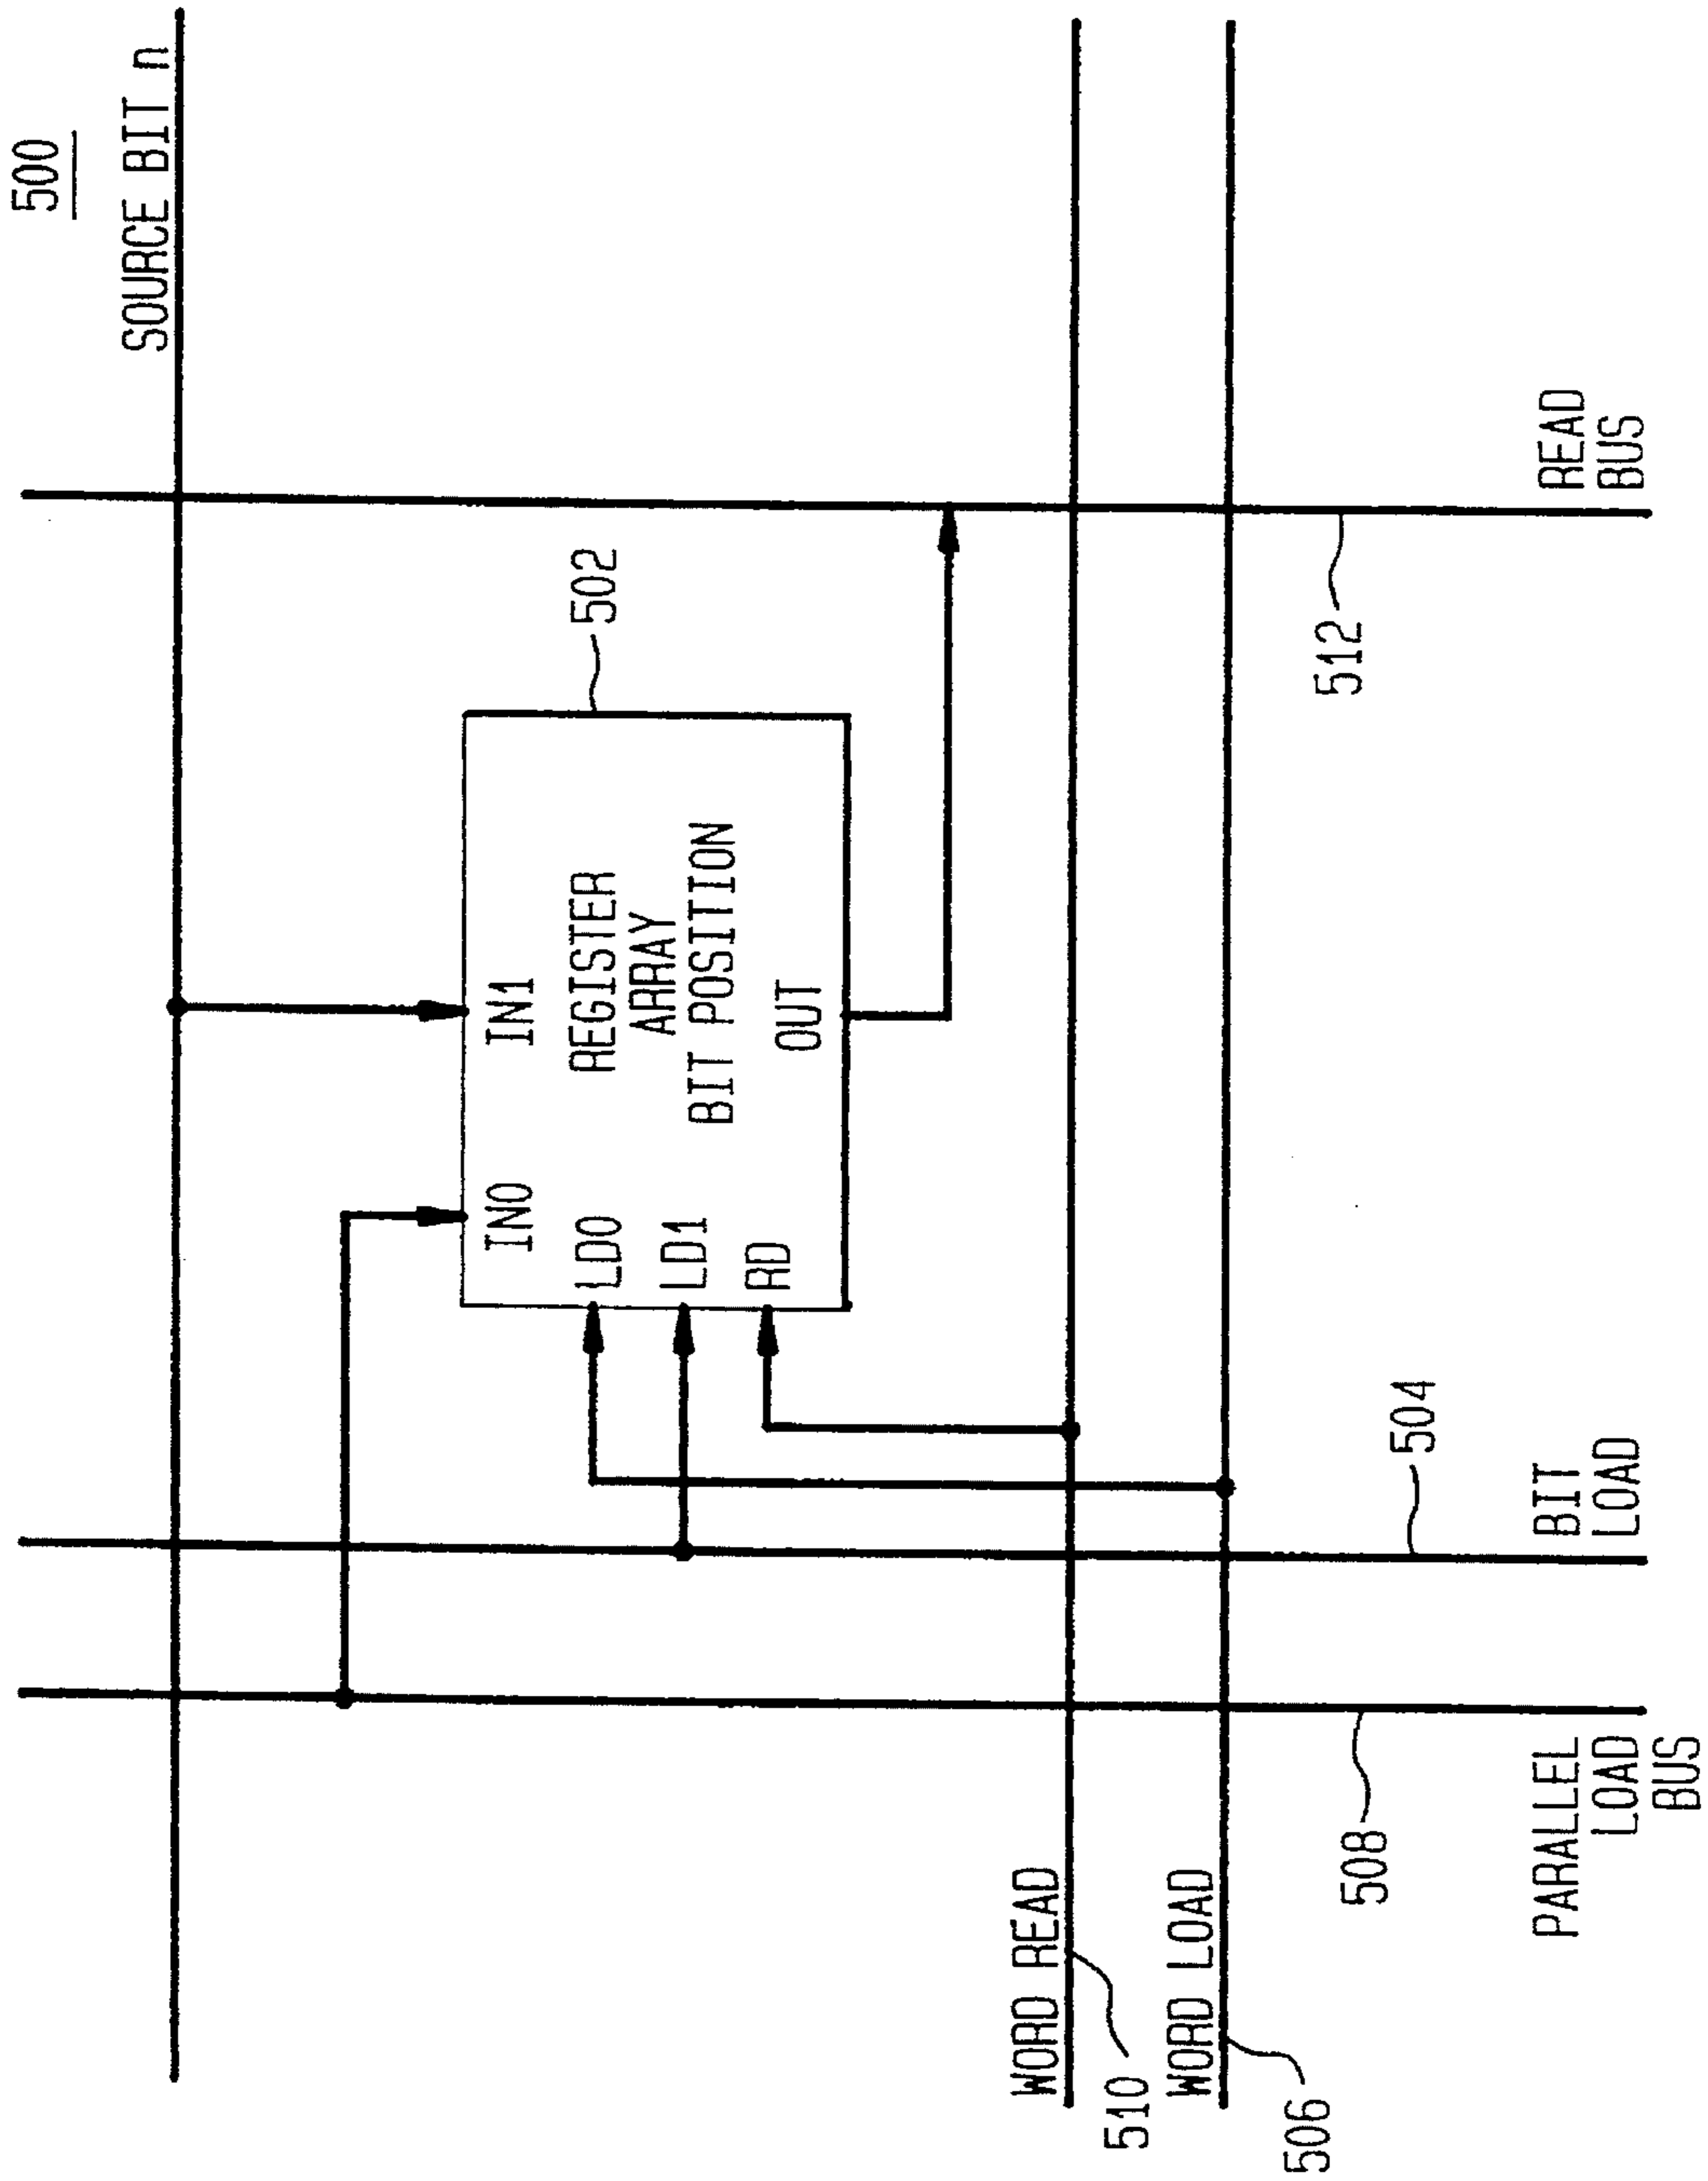 500
SOURCE BIT n
502
IN0
IN1
LD0
LD1
RD
REGISTER
ARRAY
BIT POSITION
OUT
WORD READ
510
WORD LOAD
506
508
504
512
PARALLEL
LOAD
BUS
BIT
LOAD
READ
BUS